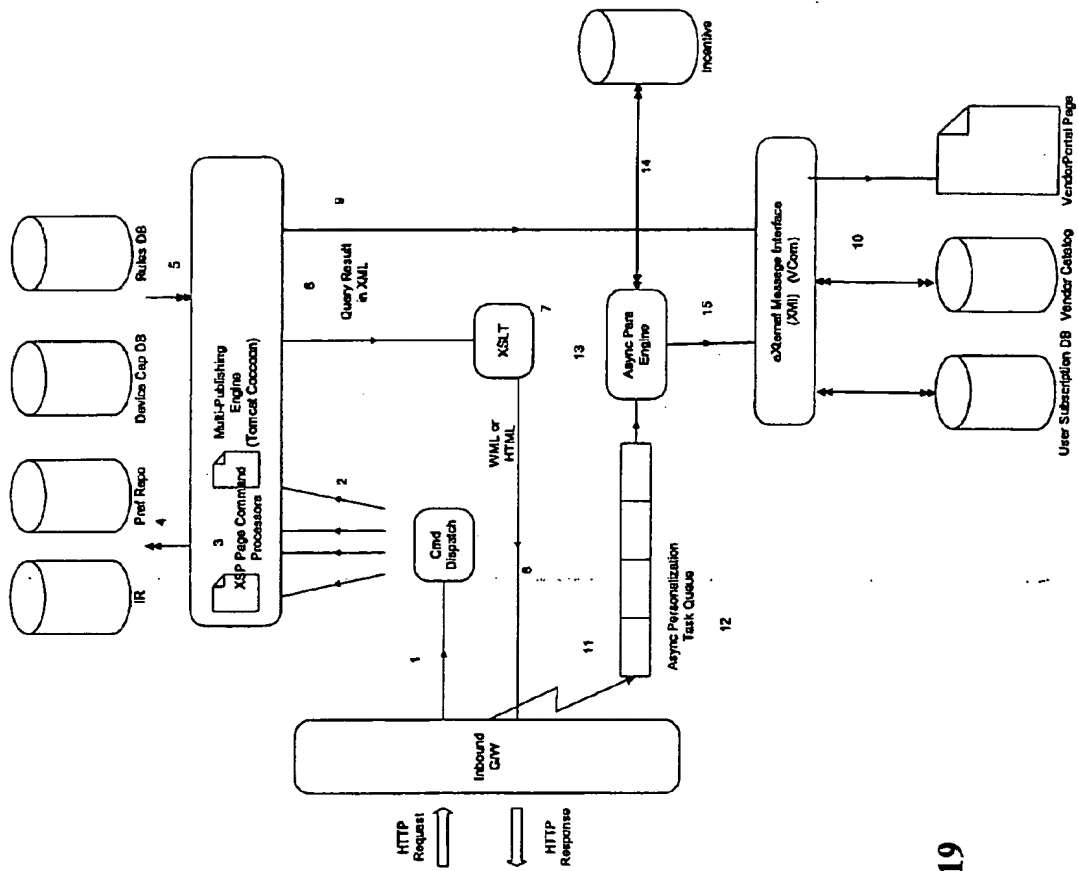 IR
Pref Repo
Device Cap DB
Rules DB
4
5
3
XSP Page Command
Processors
Multi-Publishing
Engine
(Tomcat Cocoon)
2
6
Query Result
in XML
9
Cmd
Dispatch
XSLT
7
1
WML or
HTML
8
HTTP
Request
HTTP
Response
Inbound
G/W
11
Async Personalization
Task Queue
12
13
Async Pers
Engine
14
Incentive
15
eXternal Message Interface
(XMI) (VCom)
10
User Subscription DB
Vendor Catalog
VendorPortal Page
19